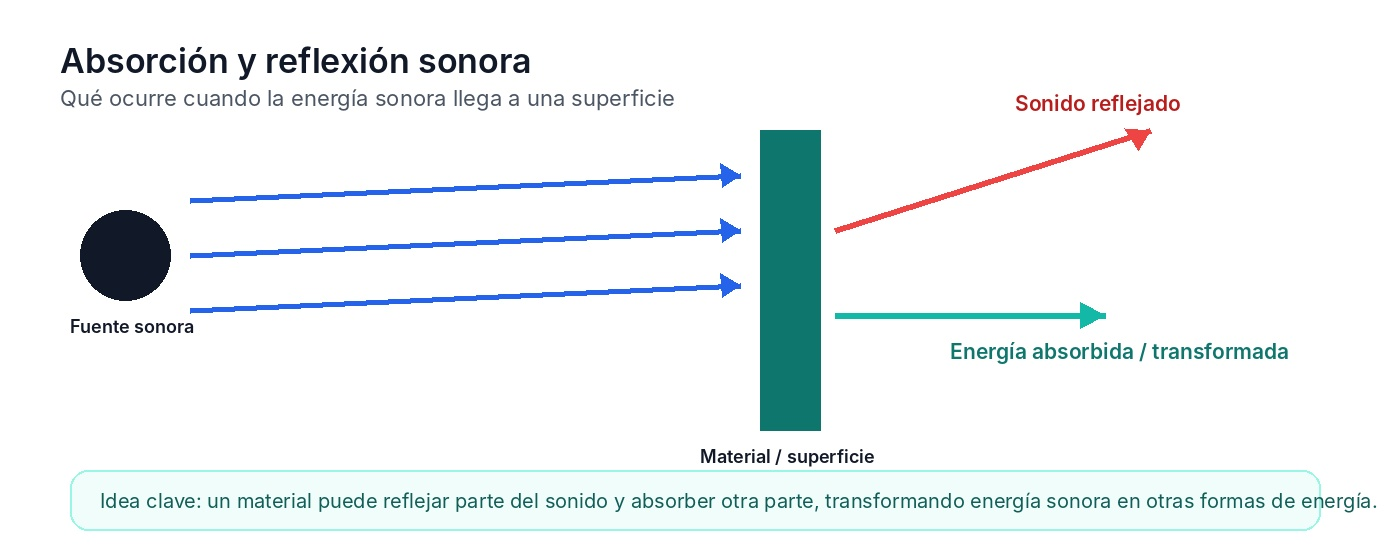 Absorción y reflexión sonora
Qué ocurre cuando la energía sonora llega a una superficie
Sonido reflejado
Fuente sonora
Energía absorbida / transformada
Material / superficie
Idea clave: un material puede reflejar parte del sonido y absorber otra parte, transformando energía sonora en otras formas de energía.